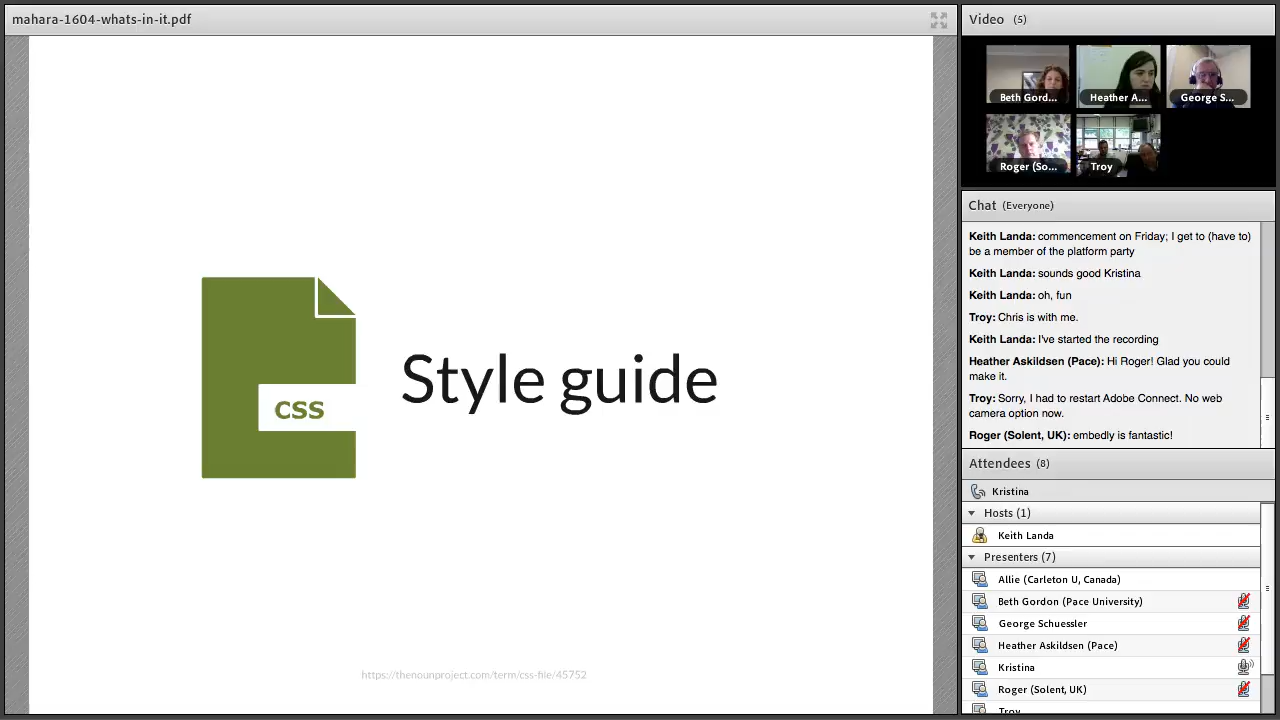 mahara-1604-whats-in-it.pdf
CSS
Style guide
https://thenounproject.com/term/css-file/45752
Video (5)
Beth Gord...
Heather A...
George S...
Roger (So...
Troy
Chat (Everyone)
Keith Landa: commencement on Friday; I get to (have to)
be a member of the platform party
Keith Landa: sounds good Kristina
Keith Landa: oh, fun
Troy: Chris is with me.
Keith Landa: I've started the recording
Heather Askildsen (Pace): Hi Roger! Glad you could
make it.
Troy: Sorry, I had to restart Adobe Connect. No web
camera option now.
Roger (Solent, UK): embedly is fantastic!
Attendees (8)
Kristina
Hosts (1)
Keith Landa
Presenters (7)
Allie (Carleton U, Canada)
Beth Gordon (Pace University)
George Schuessler
Heather Askildsen (Pace)
Kristina
Roger (Solent, UK)
Troy